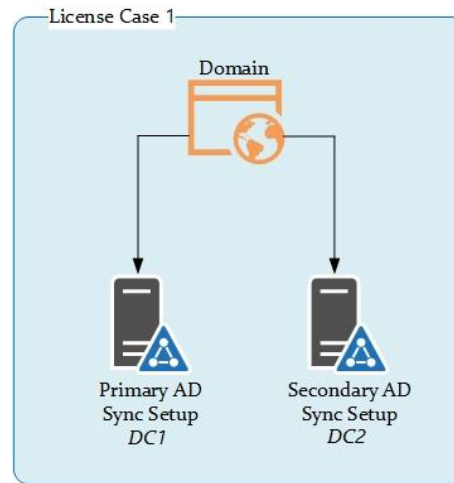 License Case 1
Domain
Primary AD
Sync Setup
DC1
Secondary AD
Sync Setup
DC2